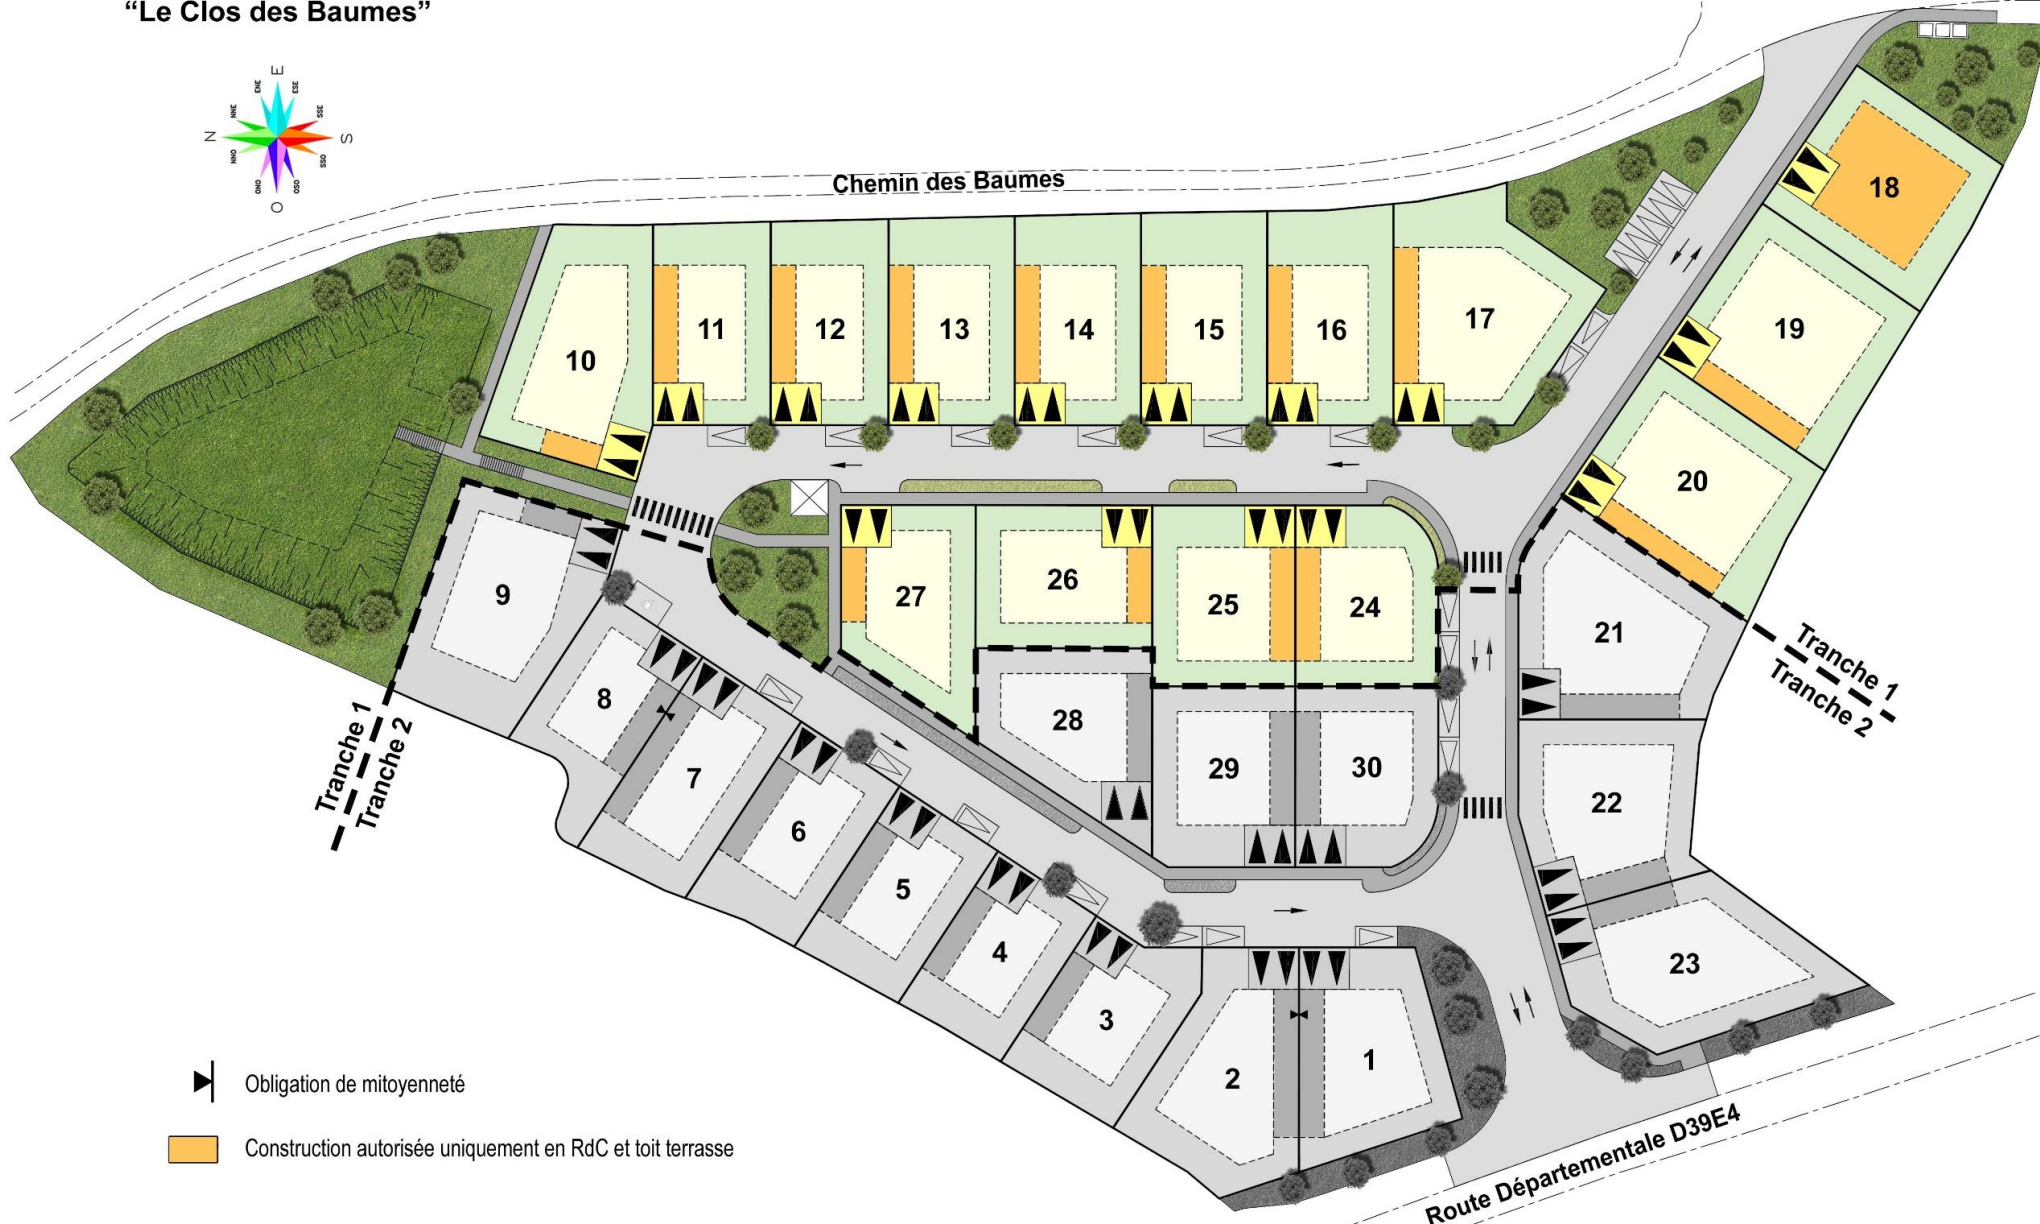 “Le Clos des Baumes”
E
ENE
ESE
NNE
SSE
N
S
NNO
SSO
ONO
OSO
O
Chemin des Baumes
18
17
19
11
12
13
14
15
16
10
20
9
27
26
25
24
21
Tranche 1
Tranche 2
8
28
7
29
30
22
Tranche 1
Tranche 2
6
5
4
23
3
2
1
Obligation de mitoyenneté
Construction autorisée uniquement en RdC et toit terrasse
Route Départementale D39E4